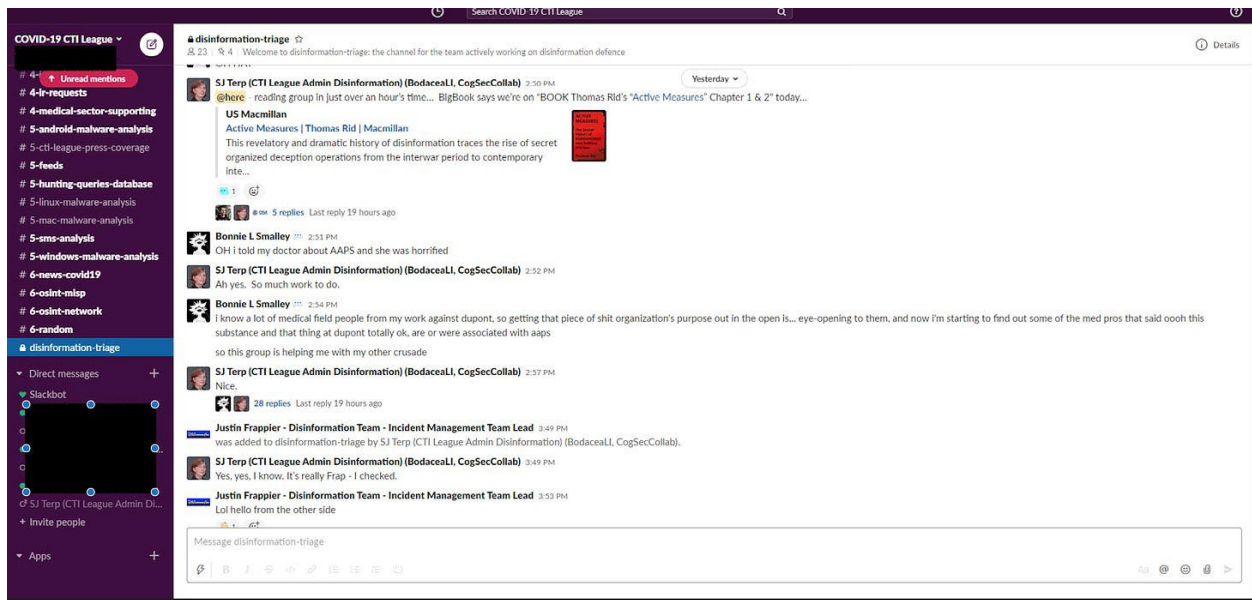 Search COVID-19 CTI League
COVID-19 CTI League
Unread mentions
# 4-ir-requests
# 4-medical-sector-supporting
# 5-android-malware-analysis
# 5-cti-league-press-coverage
# 5-feeds
# 5-hunting-queries-database
# 5-linux-malware-analysis
# 5-mac-malware-analysis
# 5-sms-analysis
# 5-windows-malware-analysis
# 6-news-covid19
# 6-osint-misp
# 6-osint-network
# 6-random
disinformation-triage
Direct messages
Slackbot
SJ Terp (CTI League Admin Di...
+ Invite people
Apps
disinformation-triage
23 | 4 | Welcome to disinformation-triage: the channel for the team actively working on disinformation defence
Details
Yesterday
SJ Terp (CTI League Admin Disinformation) (BodaceaLI, CogSecCollab) 2:50 PM
@here - reading group in just over an hour's time... BigBook says we're on "BOOK Thomas Rid's "Active Measures" Chapter 1 & 2" today...
US Macmillan
Active Measures | Thomas Rid | Macmillan
This revelatory and dramatic history of disinformation traces the rise of secret
organized deception operations from the interwar period to contemporary
inte...
ACTIVE
MEASURES
1
5 replies Last reply 19 hours ago
Bonnie L Smalley 2:51 PM
OH i told my doctor about AAPS and she was horrified
SJ Terp (CTI League Admin Disinformation) (BodaceaLI, CogSecCollab) 2:52 PM
Ah yes. So much work to do.
Bonnie L Smalley 2:54 PM
i know a lot of medical field people from my work against dupont, so getting that piece of shit organization's purpose out in the open is... eye-opening to them, and now i'm starting to find out some of the med pros that said oooh this
substance and that thing at dupont totally ok, are or were associated with aaps
so this group is helping me with my other crusade
SJ Terp (CTI League Admin Disinformation) (BodaceaLI, CogSecCollab) 2:57 PM
Nice.
28 replies Last reply 19 hours ago
Justin Frappier - Disinformation Team - Incident Management Team Lead 3:49 PM
was added to disinformation-triage by SJ Terp (CTI League Admin Disinformation) (BodaceaLI, CogSecCollab).
SJ Terp (CTI League Admin Disinformation) (BodaceaLI, CogSecCollab) 3:49 PM
Yes, yes, I know. It's really Frap - I checked.
Justin Frappier - Disinformation Team - Incident Management Team Lead 3:53 PM
Lol hello from the other side
1
Message disinformation-triage